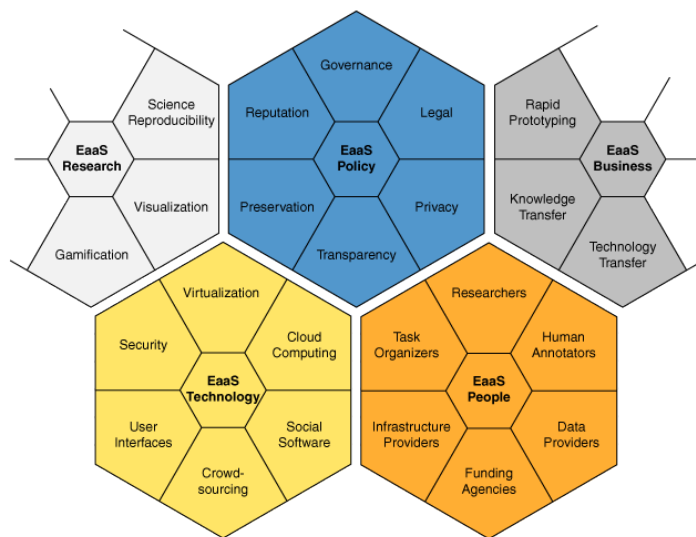 Science
Reproducibility
EaaS
Research
Visualization
Gamification
Governance
Reputation
Legal
EaaS
Policy
Preservation
Privacy
Transparency
Rapid
Prototyping
EaaS
Business
Knowledge
Transfer
Technology
Transfer
Virtualization
Security
Cloud
Computing
EaaS
Technology
User
Interfaces
Social
Software
Crowd-
sourcing
Researchers
Task
Organizers
Human
Annotators
EaaS
People
Infrastructure
Providers
Data
Providers
Funding
Agencies